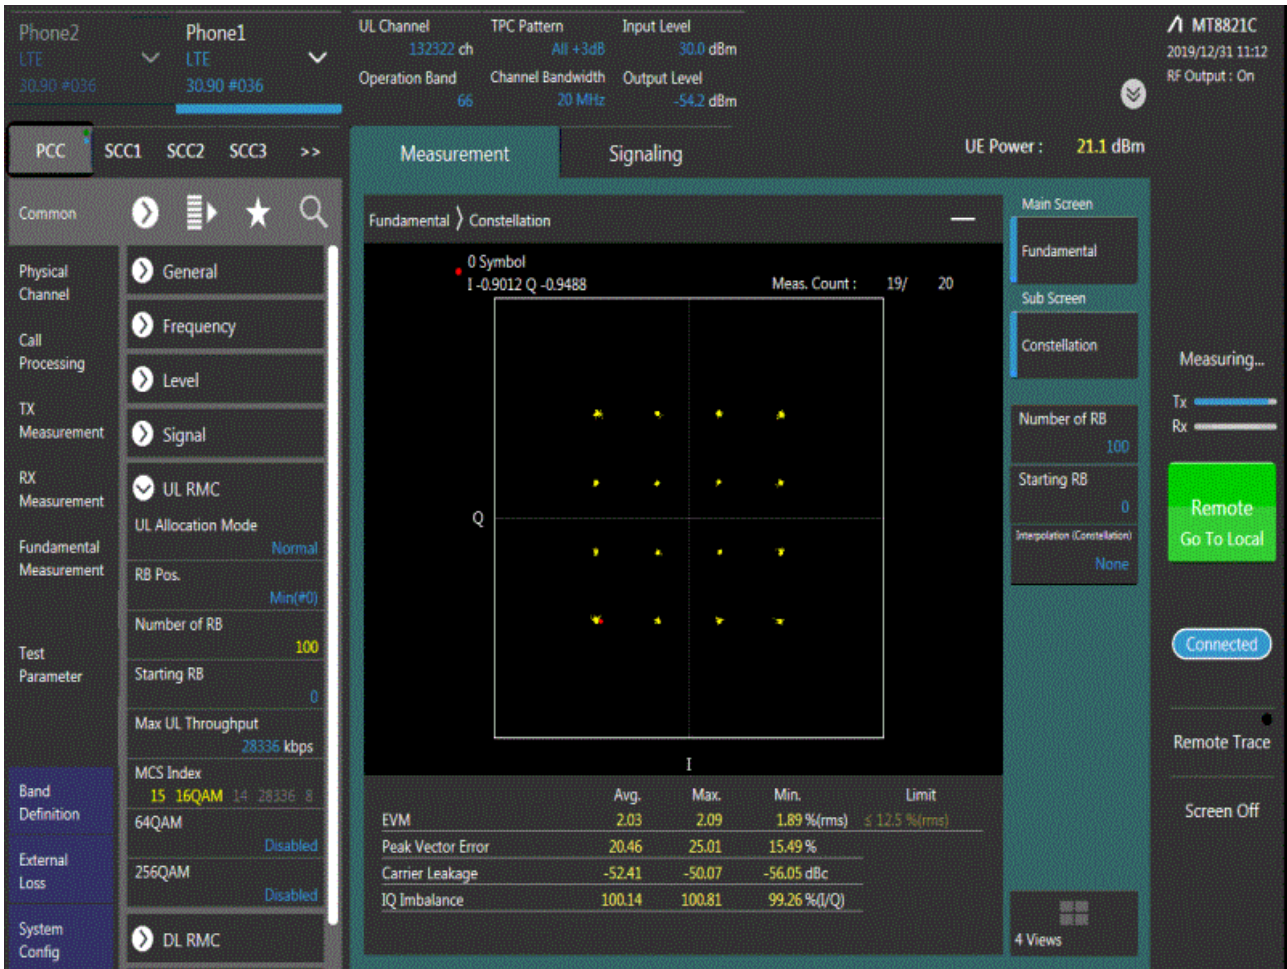 Phone2
LTE
30.90 #036
Phone1
LTE
30.90 #036
UL Channel
132322 ch
TPC Pattern
All +3dB
Input Level
30.0 dBm
Operation Band
66
Channel Bandwidth
20 MHz
Output Level
-54.2 dBm
MT8821C
2019/12/31 11:12
RF Output : On
PCC SCC1 SCC2 SCC3 >>
Measurement
Signaling
UE Power : 21.1 dBm
Common
Physical
Channel
Call
Processing
TX
Measurement
RX
Measurement
Fundamental
Measurement
Test
Parameter
Band
Definition
External
Loss
System
Config
General
Frequency
Level
Signal
UL RMC
UL Allocation Mode
Normal
RB Pos.
Min(#0)
Number of RB
100
Starting RB
0
Max UL Throughput
28336 kbps
MCS Index
15 16QAM 14 28336 8
64QAM
Disabled
256QAM
Disabled
DL RMC
Fundamental 〉 Constellation
0 Symbol
I -0.9012 Q -0.9488
Meas. Count : 19/ 20
Q
I
Avg. Max. Min. Limit
EVM 2.03 2.09 1.89 %(rms) ≤ 12.5 %(rms)
Peak Vector Error 20.46 25.01 15.49 %
Carrier Leakage -52.41 -50.07 -56.05 dBc
IQ Imbalance 100.14 100.81 99.26 %(I/Q)
Main Screen
Fundamental
Sub Screen
Constellation
Number of RB
100
Starting RB
0
Interpolation (Constellation)
None
4 Views
Measuring...
Tx
Rx
Remote
Go To Local
Connected
Remote Trace
Screen Off